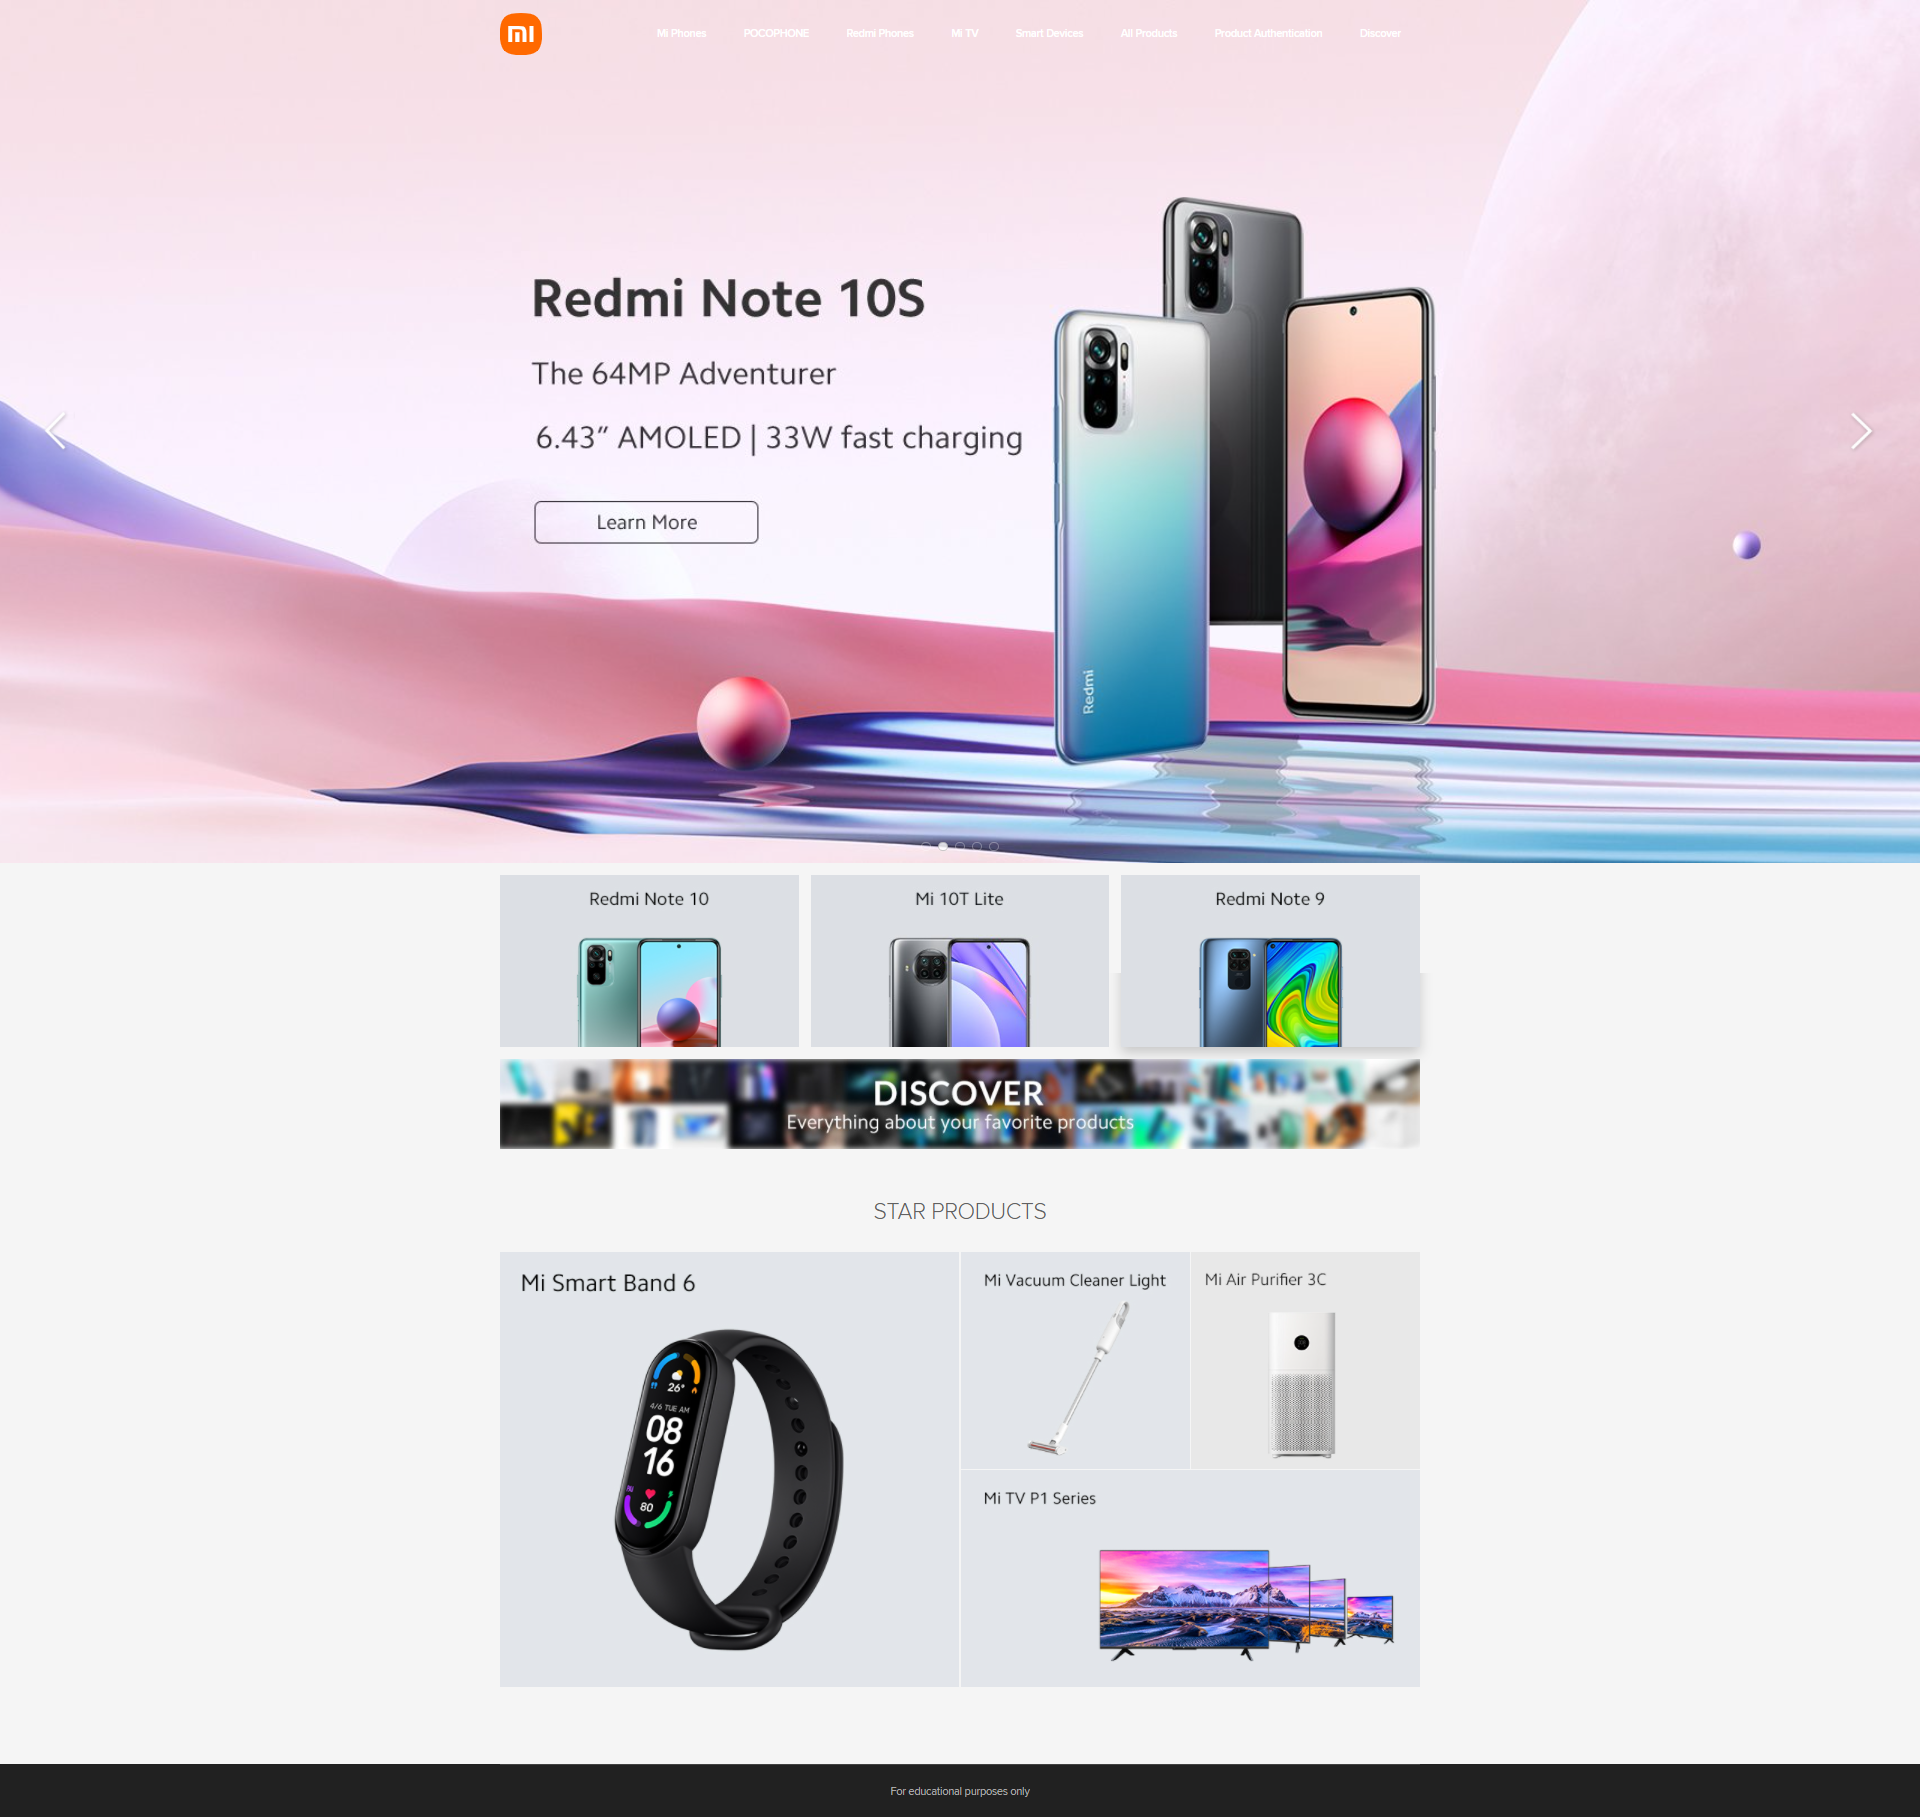 mi
Mi Phones POCOPHONE Redmi Phones Mi TV Smart Devices All Products Product Authentication Discover
Redmi Note 10S
The 64MP Adventurer
6.43” AMOLED | 33W fast charging
Learn More
Redmi
Redmi Note 10
Mi 10T Lite
Redmi Note 9
DISCOVER
Everything about your favorite products
STAR PRODUCTS
Mi Smart Band 6
26°
4/6 TUE AM
08
16
80
Mi Vacuum Cleaner Light
Mi Air Purifier 3C
Mi TV P1 Series
For educational purposes only